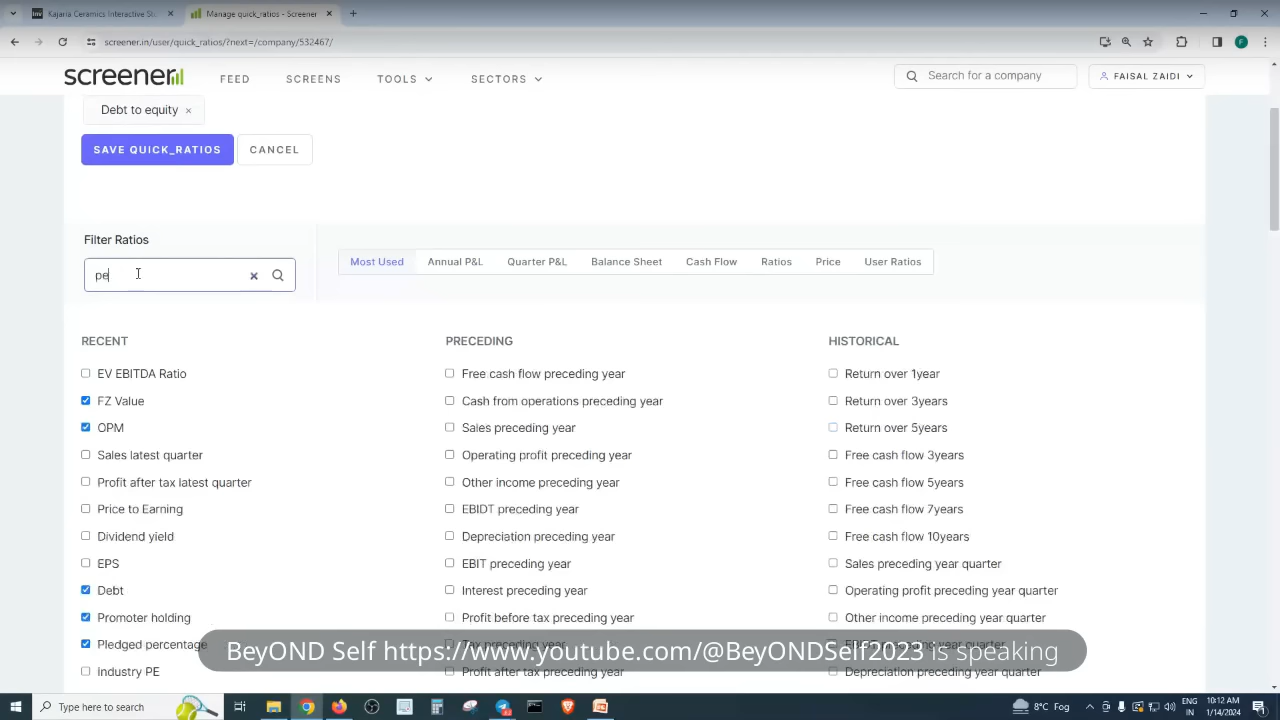 Kajaria Ceramics Interactive St
Manage quick_ratios - Screener
screener.in/user/quick_ratios/?next=/company/532467/
screener
FEED
SCREENS
TOOLS
SECTORS
Search for a company
FAISAL ZAIDI
Debt to equity ×
SAVE QUICK_RATIOS
CANCEL
Filter Ratios
pe
Most Used
Annual P&L
Quarter P&L
Balance Sheet
Cash Flow
Ratios
Price
User Ratios
RECENT
EV EBITDA Ratio
FZ Value
OPM
Sales latest quarter
Profit after tax latest quarter
Price to Earning
Dividend yield
EPS
Debt
Promoter holding
Pledged percentage
Industry PE
PRECEDING
Free cash flow preceding year
Cash from operations preceding year
Sales preceding year
Operating profit preceding year
Other income preceding year
EBIDT preceding year
Depreciation preceding year
EBIT preceding year
Interest preceding year
Profit before tax preceding year
Tax preceding year
Profit after tax preceding year
HISTORICAL
Return over 1year
Return over 3years
Return over 5years
Free cash flow 3years
Free cash flow 5years
Free cash flow 7years
Free cash flow 10years
Sales preceding year quarter
Operating profit preceding year quarter
Other income preceding year quarter
preceding year quarter
Depreciation preceding year quarter
BeyOND Self https://www.youtube.com/@BeyONDSelf2023 is speaking
Type here to search
8°C Fog
ENG
IN
10:12 AM
1/14/2024